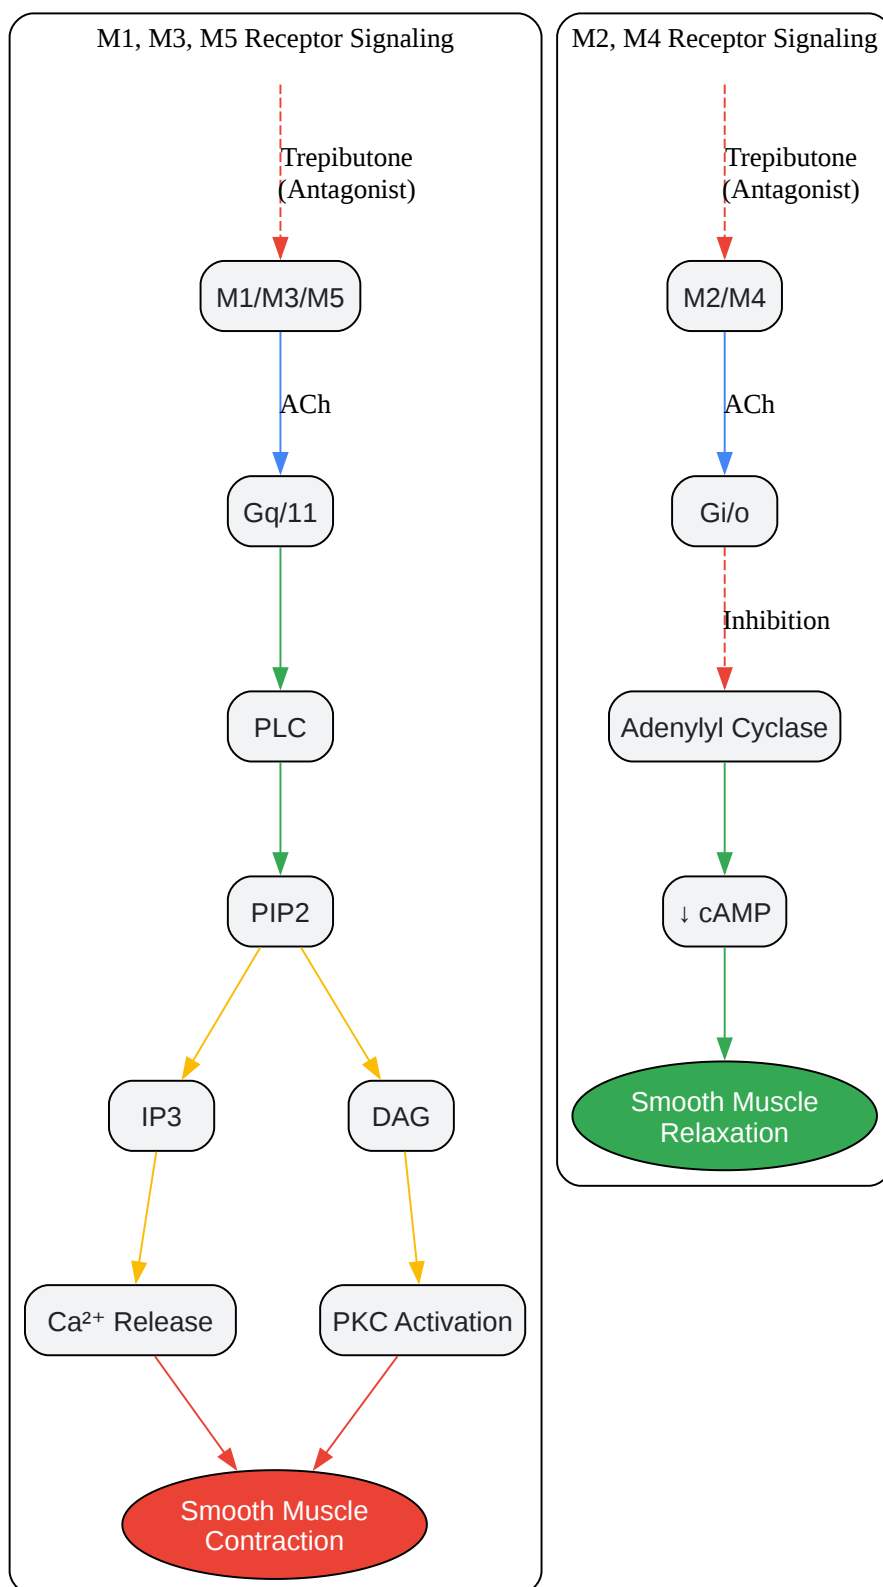 M1, M3, M5 Receptor Signaling
Trepibutone
(Antagonist)
M1/M3/M5
ACh
Gq/11
PLC
PIP2
IP3
DAG
Ca²⁺ Release
PKC Activation
Smooth Muscle
Contraction
M2, M4 Receptor Signaling
Trepibutone
(Antagonist)
M2/M4
ACh
Gi/o
Inhibition
Adenylyl Cyclase
↓ cAMP
Smooth Muscle
Relaxation